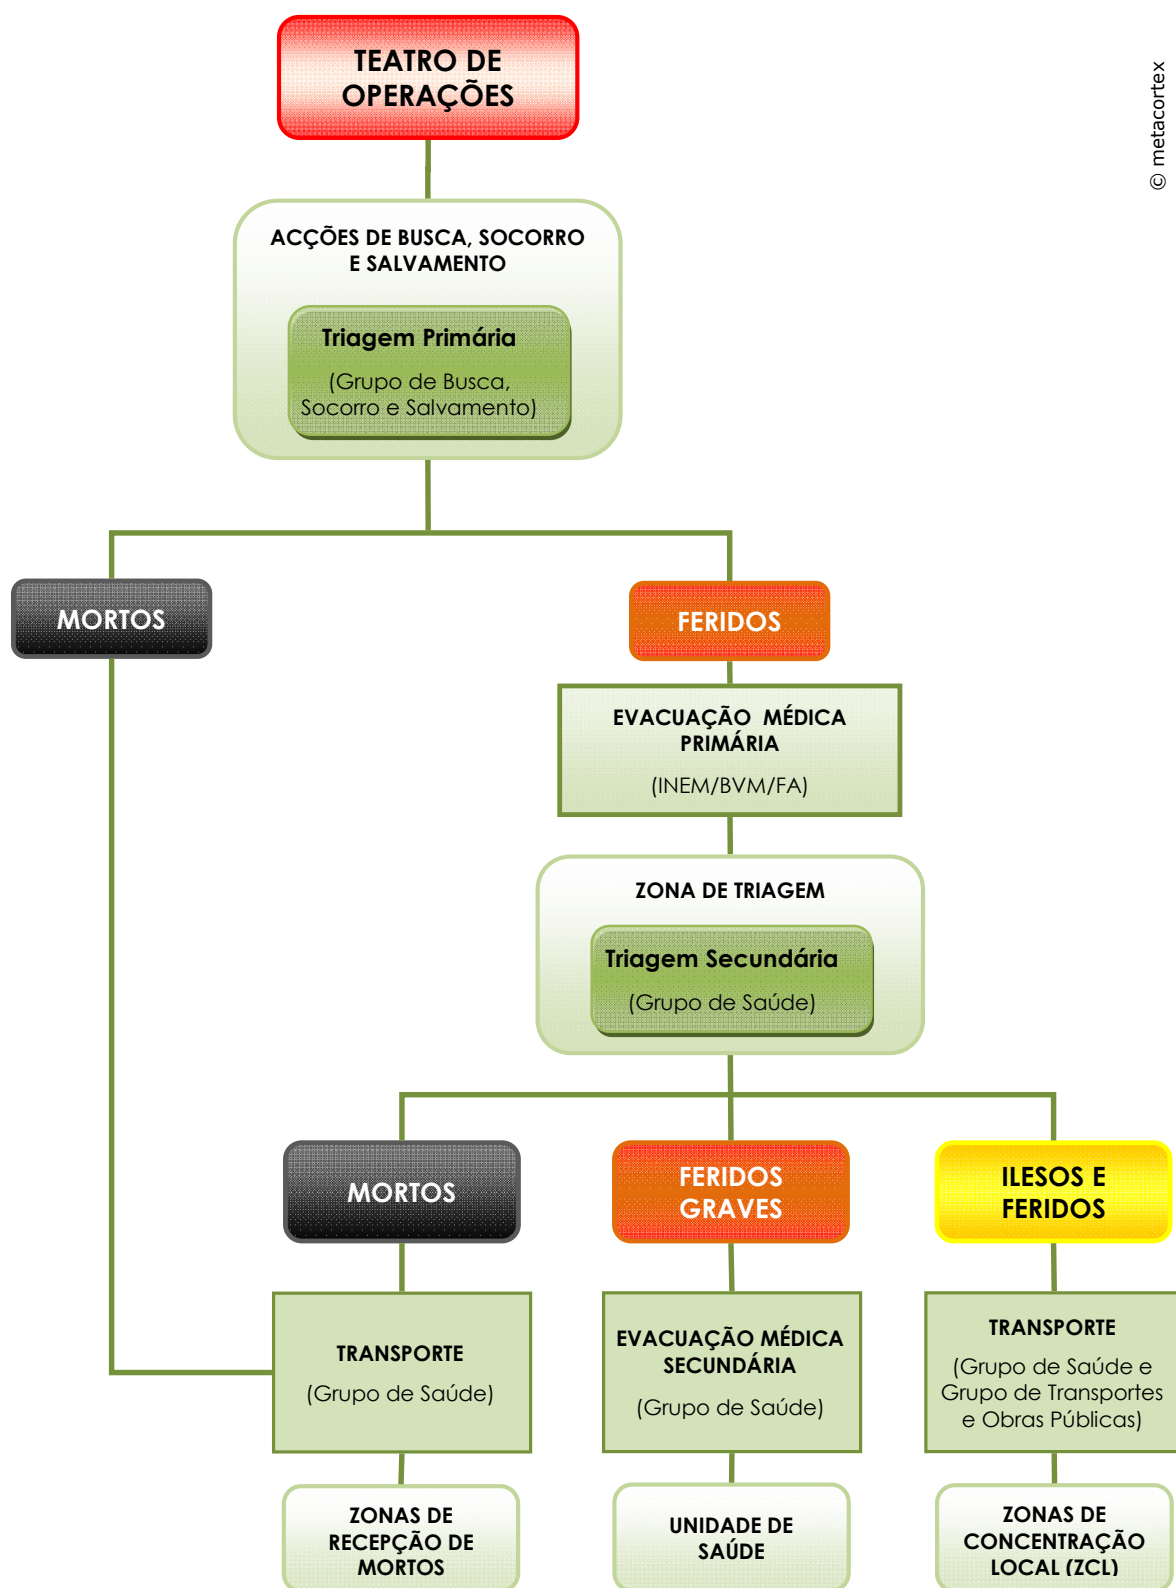 TEATRO DE
OPERAÇÕES
© metacortex
ACÇÕES DE BUSCA, SOCORRO
E SALVAMENTO
Triagem Primária
(Grupo de Busca,
Socorro e Salvamento)
MORTOS
FERIDOS
EVACUAÇÃO MÉDICA
PRIMÁRIA
(INEM/BVM/FA)
ZONA DE TRIAGEM
Triagem Secundária
(Grupo de Saúde)
MORTOS
FERIDOS
GRAVES
ILESOS E
FERIDOS
TRANSPORTE
(Grupo de Saúde)
EVACUAÇÃO MÉDICA
SECUNDÁRIA
(Grupo de Saúde)
TRANSPORTE
(Grupo de Saúde e
Grupo de Transportes
e Obras Públicas)
ZONAS DE
RECEPÇÃO DE
MORTOS
UNIDADE DE
SAÚDE
ZONAS DE
CONCENTRAÇÃO
LOCAL (ZCL)